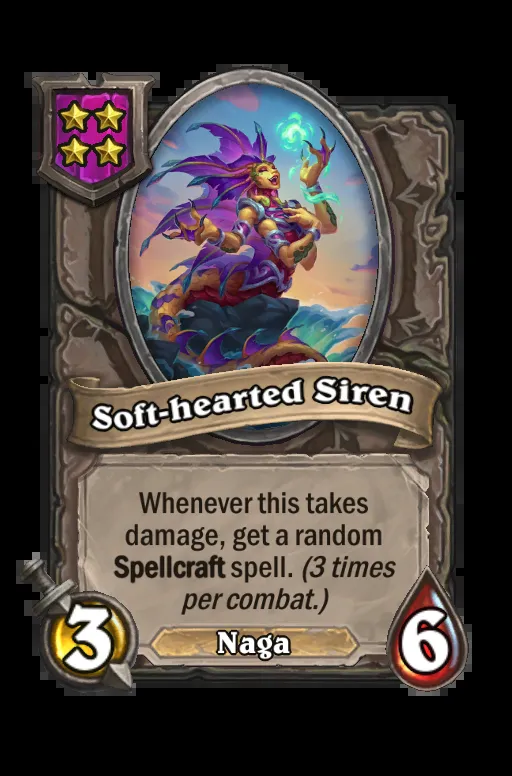 Soft-hearted Siren
Whenever this takes
damage, get a random
Spellcraft spell. (3 times
per combat.)
3
Naga
6